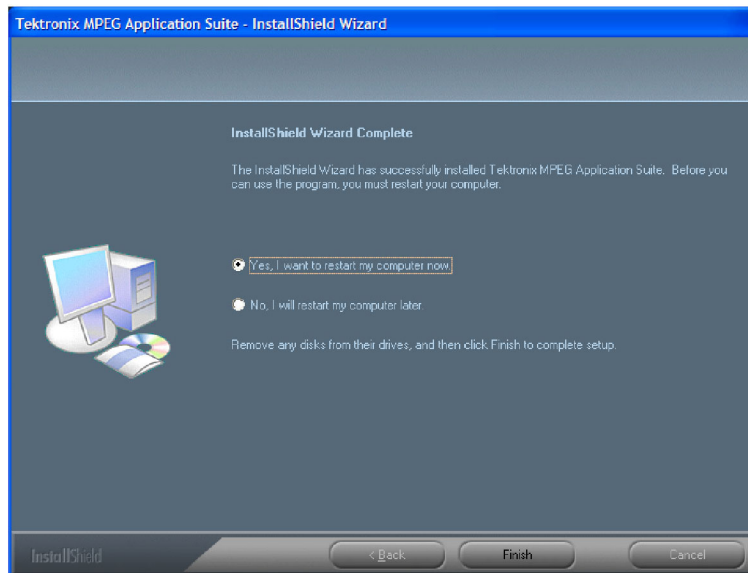 Tektronix MPEG Application Suite - InstallShield Wizard
InstallShield Wizard Complete
The InstallShield Wizard has successfully installed Tektronix MPEG Application Suite. Before you
can use the program, you must restart your computer.
Yes, I want to restart my computer now.
No, I will restart my computer later.
Remove any disks from their drives, and then click Finish to complete setup.
InstallShield
< Back
Finish
Cancel